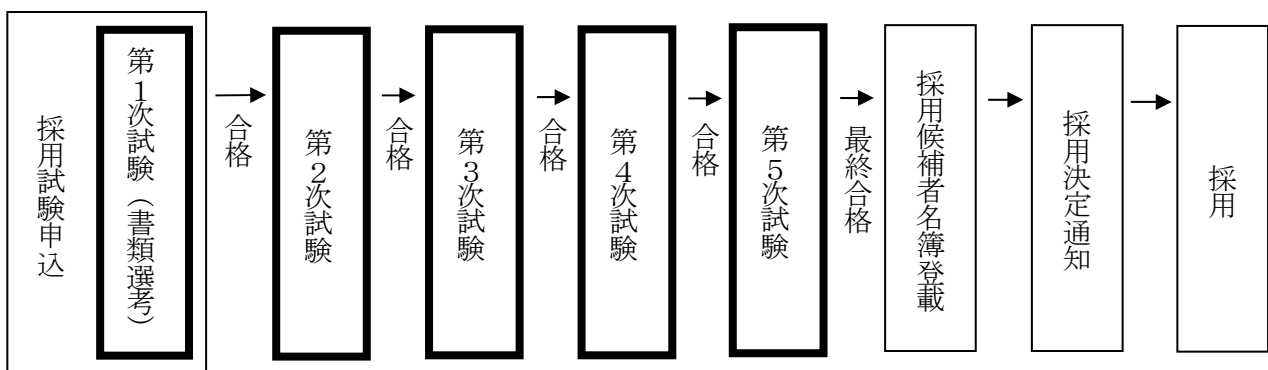 採用試験申込
第１次試験（書類選考）
合格
第２次試験
合格
第３次試験
合格
第４次試験
合格
第５次試験
最終合格
採用候補者名簿登載
採用決定通知
採用